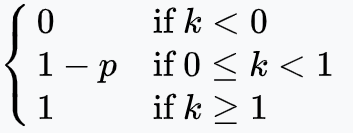 0 if k < 0
1 − p if 0 ≤ k < 1
1 if k ≥ 1